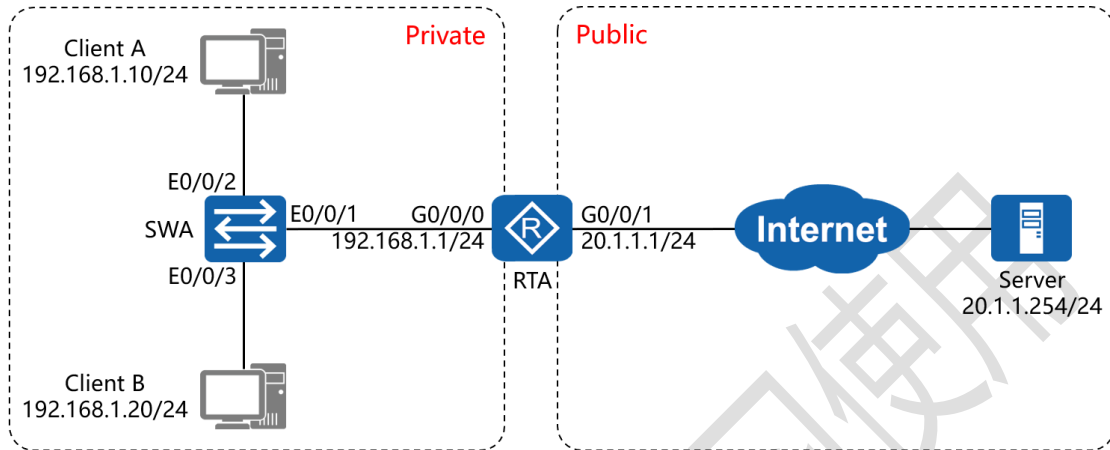 Private
Public
Client A
192.168.1.10/24
E0/0/2
SWA
E0/0/1
G0/0/0
192.168.1.1/24
R
RTA
G0/0/1
20.1.1.1/24
Internet
Server
20.1.1.254/24
E0/0/3
Client B
192.168.1.20/24
使用